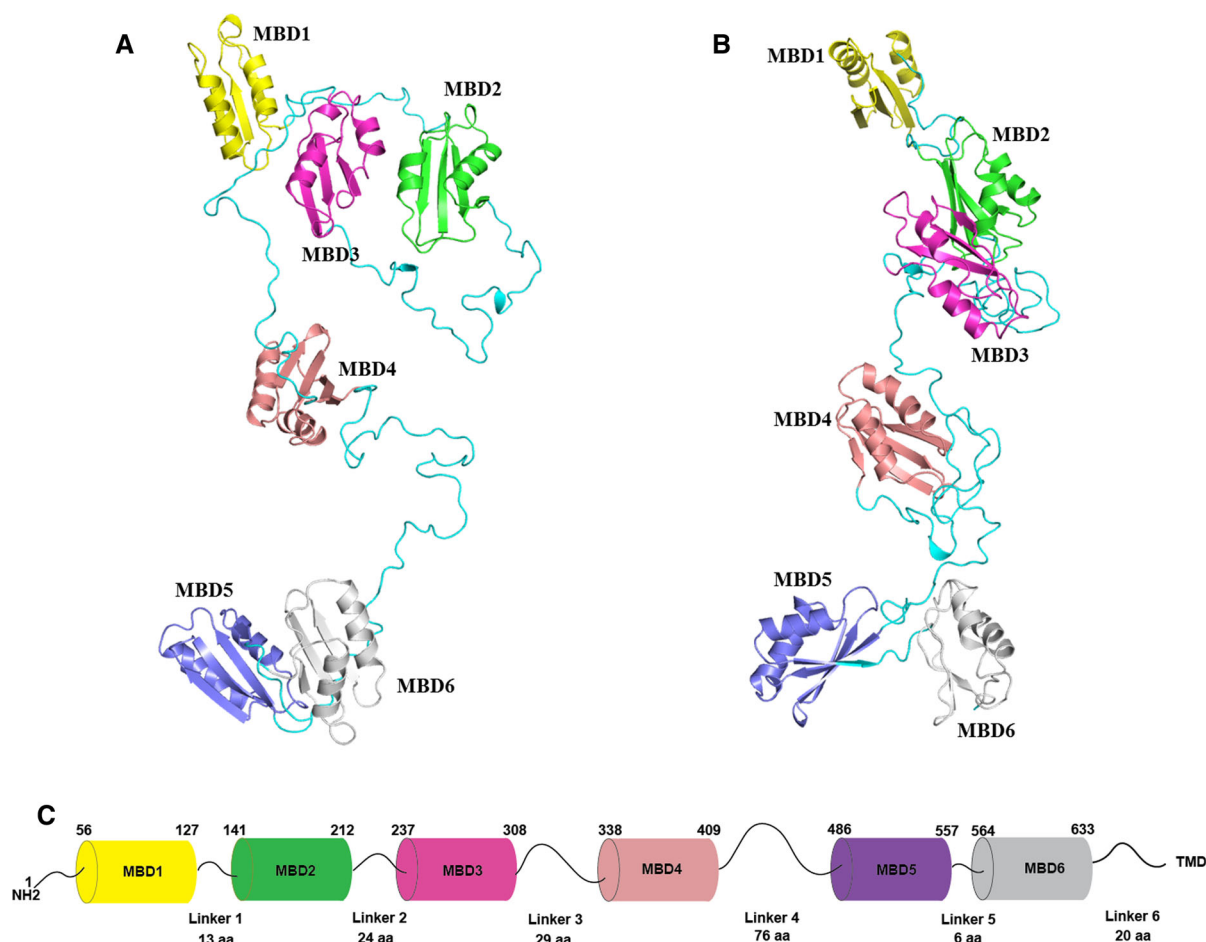 A
MBD1
MBD2
MBD3
MBD4
MBD5
MBD6
B
MBD1
MBD2
MBD3
MBD4
MBD5
MBD6
C
56 127 141 212 237 308 338 409 486 557 564 633
MBD1 MBD2 MBD3 MBD4 MBD5 MBD6 TMD
1
NH2
Linker 1 Linker 2 Linker 3 Linker 4 Linker 5 Linker 6
13 aa 24 aa 29 aa 76 aa 6 aa 20 aa